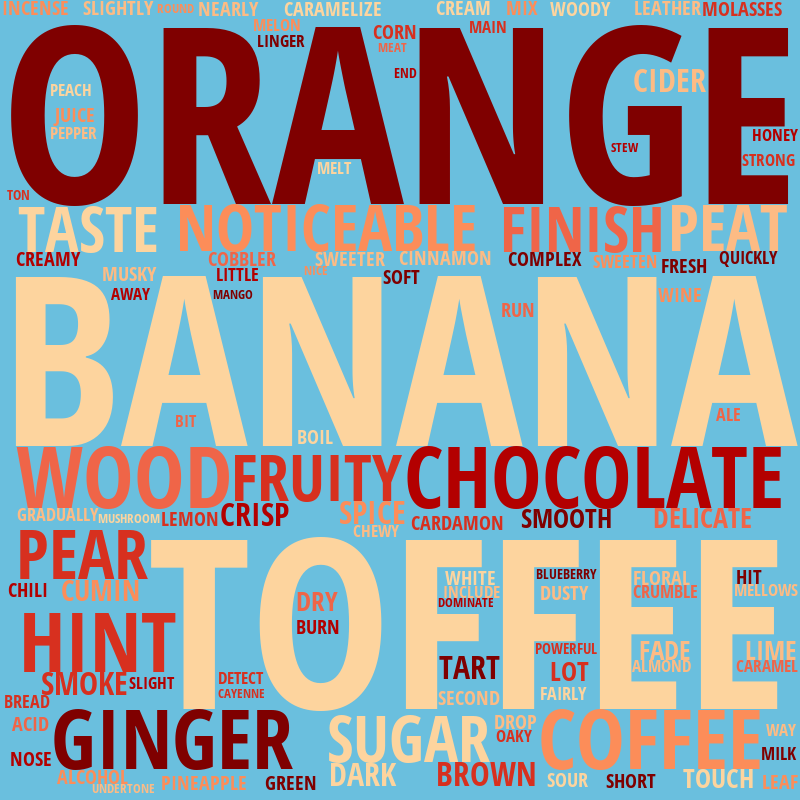 INCENSE SLIGHTLY ROUND NEARLY CARAMELIZE CREAM MIX WOODY LEATHER MOLASSES
MELON CORN MAIN
LINGER MEAT
ORANGE
END CIDER
PEACH
JUICE
PEPPER HONEY
STEW STRONG
MELT
TON
TASTE NOTICEABLE FINISH PEAT
CREAMY COBBLER SWEETER CINNAMON COMPLEX SWEETEN FRESH QUICKLY
MUSKY LITTLE NICE SOFT
AWAY MANGO WINE
RUN
BANANA
BIT ALE
BOIL
WOOD FRUITY CHOCOLATE
GRADUALLY MUSHROOM LEMON CRISP SPICE CARDAMON SMOOTH DELICATE
CHEWY
PEAR TOFFEE
CHILI CUMIN WHITE BLUEBERRY FLORAL HIT
DRY INCLUDE DUSTY CRUMBLE MELLOWS
DOMINATE
HINT BURN
POWERFUL FADE LIME
TART LOT ALMOND CARAMEL
SMOKE SLIGHT DETECT
CAYENNE SECOND FAIRLY
BREAD
ACID GINGER SUGAR DROP COFFEE WAY
OAKY
NOSE MILK
ALCOHOL PINEAPPLE GREEN DARK BROWN SOUR SHORT TOUCH LEAF
UNDERTONE